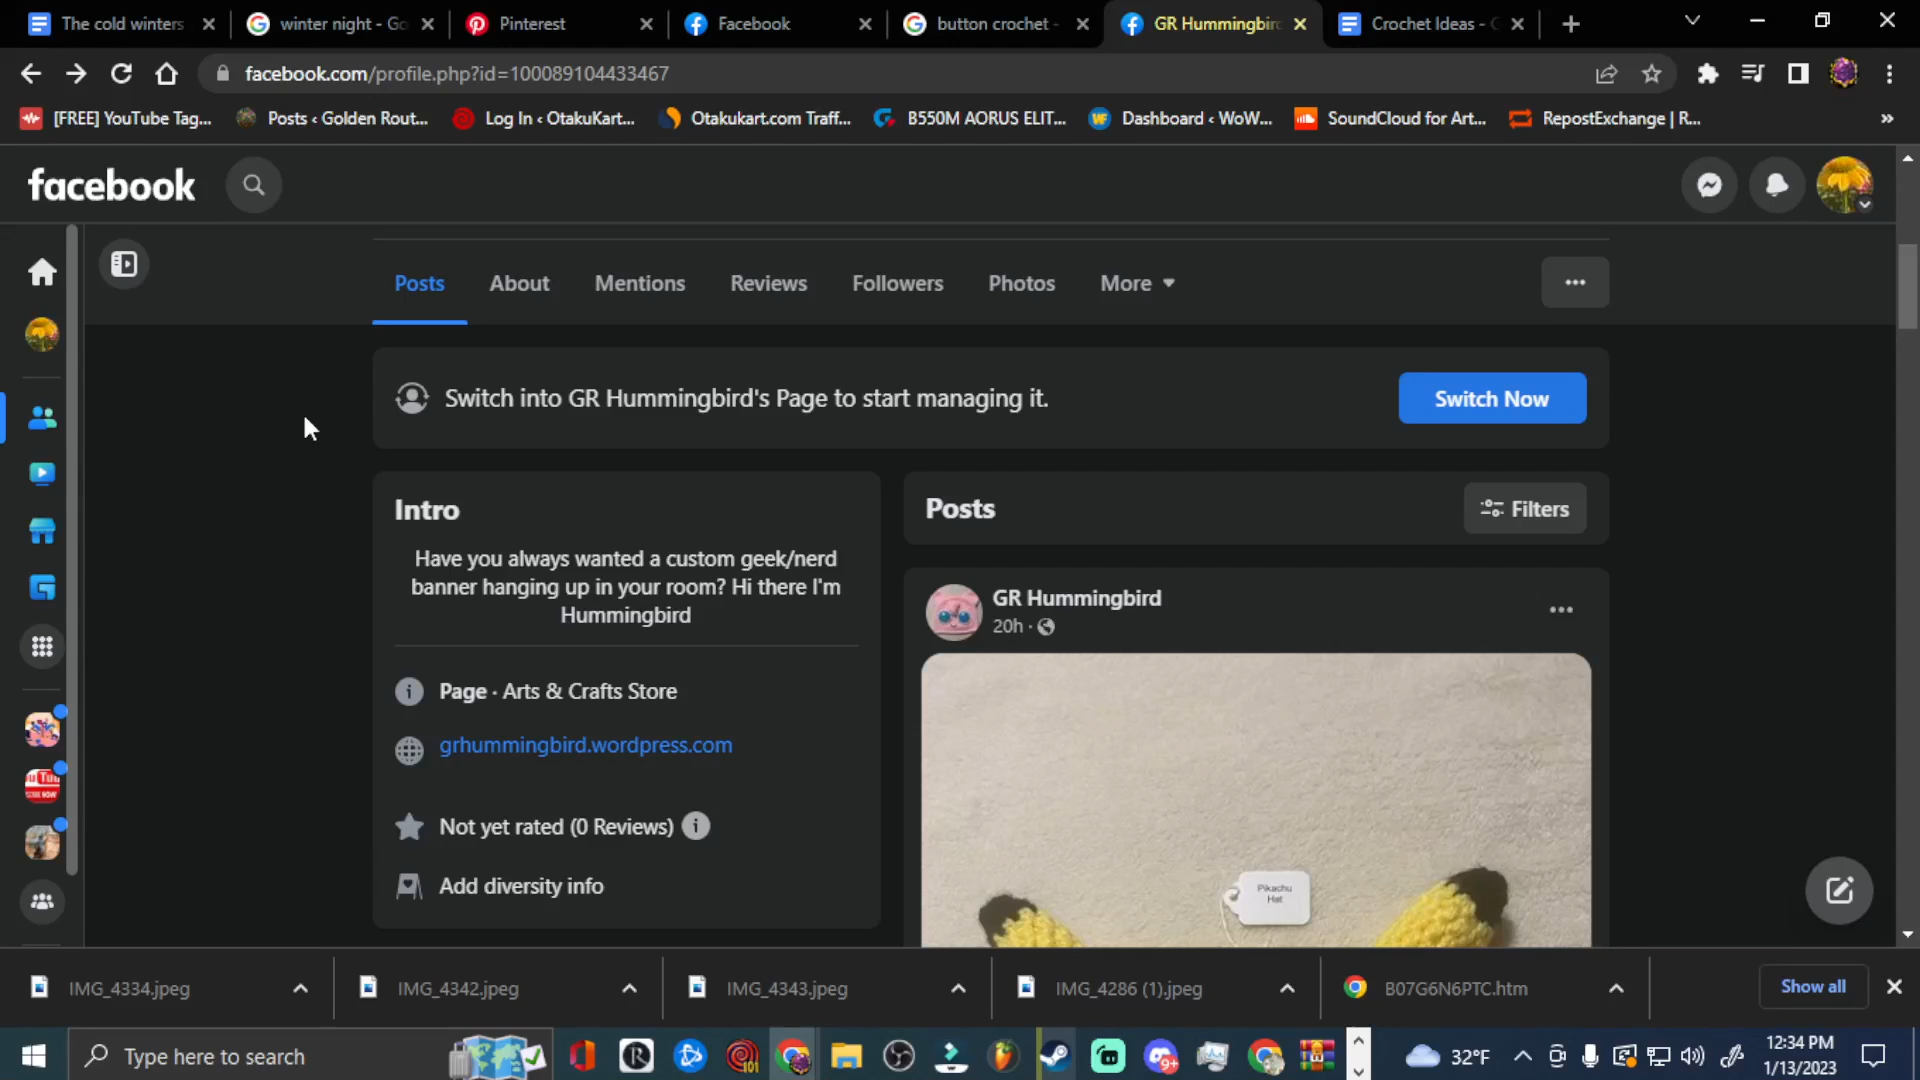 The cold winters
winter night - Go
Pinterest
Facebook
button crochet -
GR Hummingbir
Crochet Ideas - G
facebook.com/profile.php?id=100089104433467
[FREE] YouTube Tag...
Posts ‹ Golden Rout...
Log In ‹ OtakuKart...
Otakukart.com Traff...
B550M AORUS ELIT...
Dashboard ‹ WoW...
SoundCloud for Art...
RepostExchange | R...
»
facebook
Posts
About
Mentions
Reviews
Followers
Photos
More
Switch into GR Hummingbird's Page to start managing it.
Switch Now
Intro
Have you always wanted a custom geek/nerd
banner hanging up in your room? Hi there I'm
Hummingbird
Page · Arts & Crafts Store
grhummingbird.wordpress.com
Not yet rated (0 Reviews)
Add diversity info
Posts
Filters
GR Hummingbird
20h ·
Pikachu
Hat
IMG_4334.jpeg
IMG_4342.jpeg
IMG_4343.jpeg
IMG_4286 (1).jpeg
B07G6N6PTC.htm
Show all
Type here to search
32°F
12:34 PM
1/13/2023